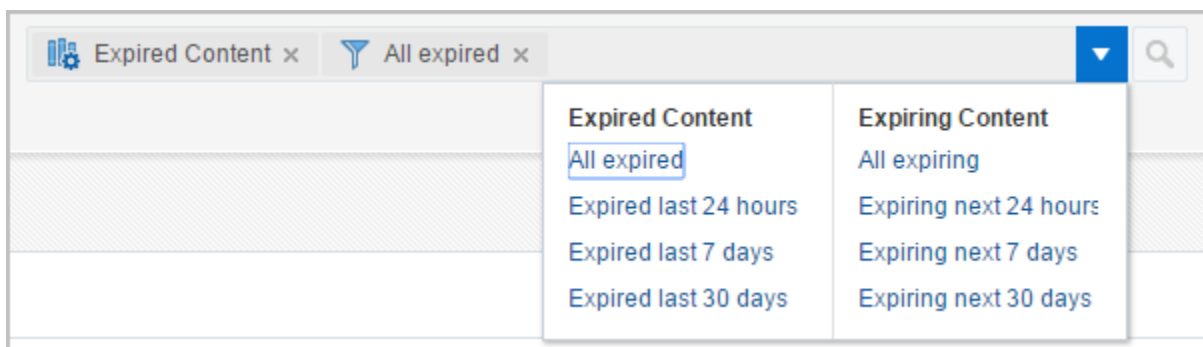 Expired Content × All expired ×
Expired Content
All expired
Expired last 24 hours
Expired last 7 days
Expired last 30 days
Expiring Content
All expiring
Expiring next 24 hours
Expiring next 7 days
Expiring next 30 days